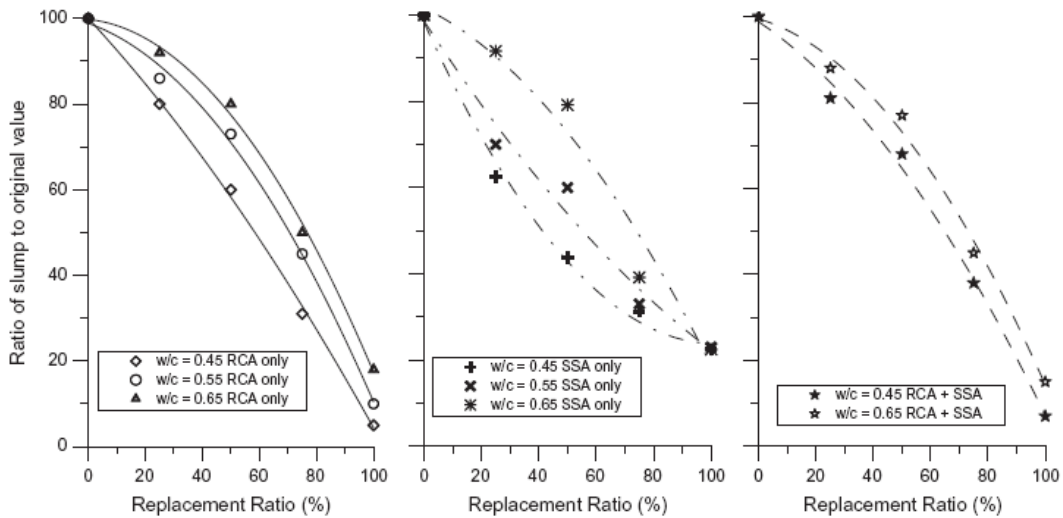 Ratio of slump to original value
100
80
60
40
20
0
w/c = 0.45 RCA only
w/c = 0.55 RCA only
w/c = 0.65 RCA only
0 20 40 60 80 100
Replacement Ratio (%)
w/c = 0.45 SSA only
w/c = 0.55 SSA only
w/c = 0.65 SSA only
0 20 40 60 80 100
Replacement Ratio (%)
w/c = 0.45 RCA + SSA
w/c = 0.65 RCA + SSA
0 20 40 60 80 100
Replacement Ratio (%)